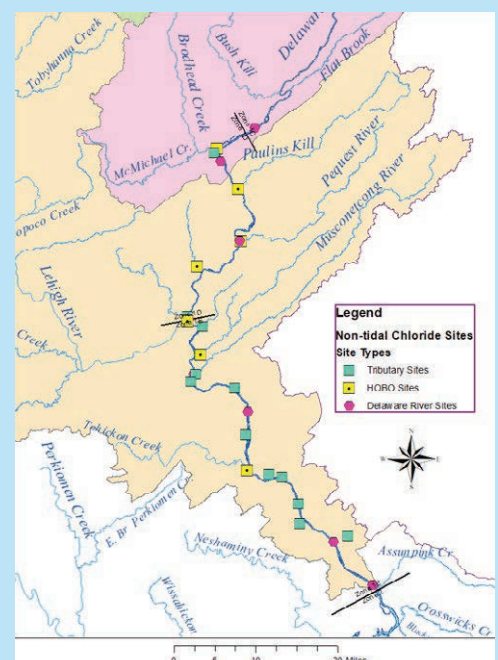 Tobyhanna Creek
Brodhead Creek
Bush Kill
Delaware
Flat Brook
McMichael Cr.
Paulins Kill
Pequest River
Musconetcong River
opoco Creek
Lehigh River
Creek
Legend
Non-tidal Chloride Sites
Site Types
Tributary Sites
HOBO Sites
Delaware River Sites
Tohickon Creek
Perkiomen Creek
E. Br Perkiomen Cr.
Neshaminy Creek
Wissahickon
Assunpink Cr.
Crosswicks Cr
N
W
E
S
0 5 10 20 Miles